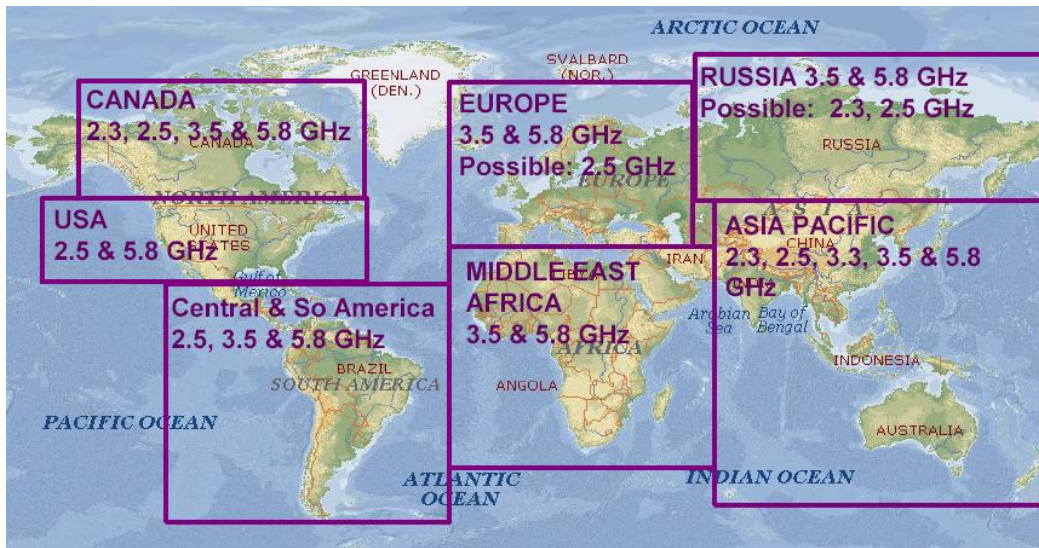 ARCTIC OCEAN
SVALBARD
(NOR.)
GREENLAND
(DEN.)
RUSSIA 3.5 & 5.8 GHz
Possible: 2.3, 2.5 GHz
RUSSIA
CANADA
2.3, 2.5, 3.5 & 5.8 GHz
CANADA
NORTH AMERICA
EUROPE
3.5 & 5.8 GHz
Possible: 2.5 GHz
EUROPE
USA
2.5 & 5.8 GHz
UNITED
STATES
Gulf of
Mexico
ASIA
ASIA PACIFIC
2.3, 2.5, 3.3, 3.5 & 5.8
GHz
CHINA
INDIA
Arabian
Sea
Bay of
Bengal
IRAN
MIDDLE EAST
AFRICA
3.5 & 5.8 GHz
AFRICA
Central & So America
2.5, 3.5 & 5.8 GHz
BRAZIL
SOUTH AMERICA
ANGOLA
INDONESIA
AUSTRALIA
PACIFIC OCEAN
ATLANTIC
OCEAN
INDIAN OCEAN